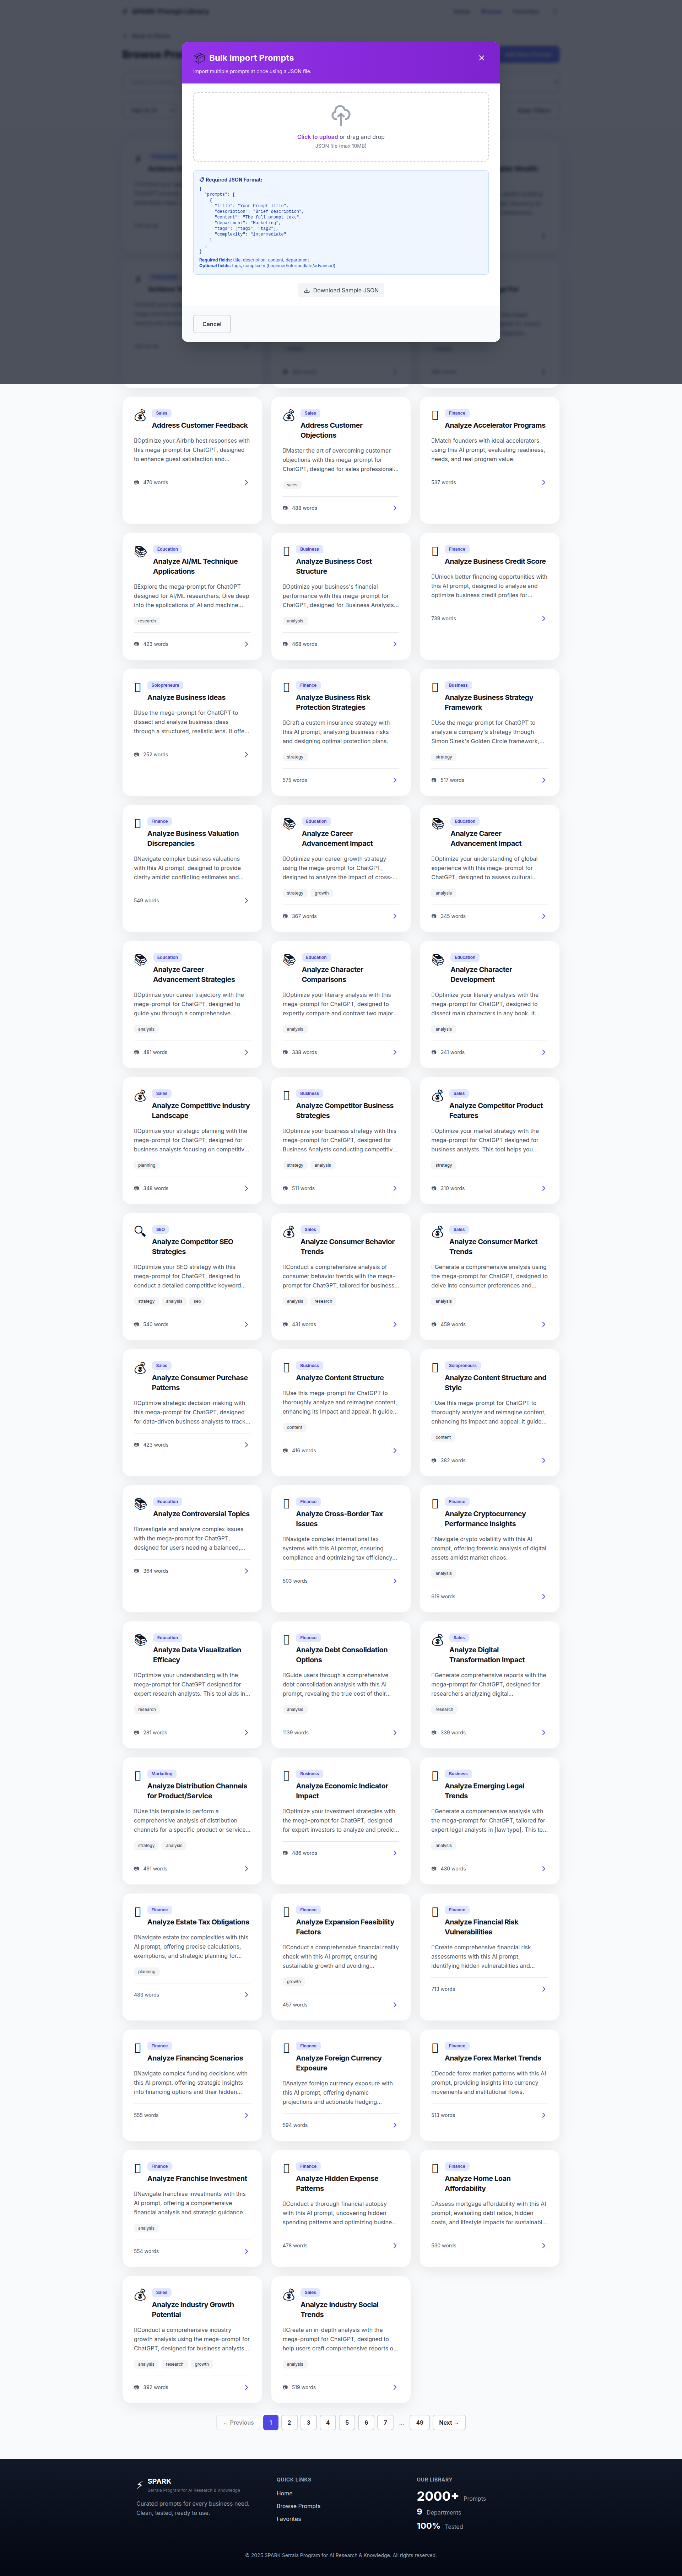 SPARK Prompt Library
Browse
Bulk Import Prompts
Import multiple prompts at once using a JSON file.
Click to upload or drag and drop
JSON file (max 10MB)
Required JSON Format:
{
"prompts": [
{
"title": "Your Prompt Title",
"description": "Brief description",
"content": "The full prompt text",
"department": "Marketing",
"tags": ["tag1", "tag2"],
"complexity": "intermediate"
}
]
}
Required fields: title, description, content, department
Optional fields: tags, complexity (beginner/intermediate/advanced)
Download Sample JSON
Cancel
Sales
Address Customer Feedback
Optimize your Airbnb host responses with
this mega-prompt for ChatGPT, designed
to enhance guest satisfaction and...
470 words
Sales
Address Customer
Objections
Master the art of overcoming customer
objections with this mega-prompt for
ChatGPT, designed for sales professional...
sales
488 words
Finance
Analyze Accelerator Programs
Match founders with ideal accelerators
using this AI prompt, evaluating readiness,
needs, and real program value.
537 words
Education
Analyze AI/ML Technique
Applications
Explore the mega-prompt for ChatGPT
designed for AI/ML researchers: Dive deep
into the applications of AI and machine...
research
423 words
Business
Analyze Business Cost
Structure
Optimize your business's financial
performance with this mega-prompt for
ChatGPT, designed for Business Analysts...
analysis
468 words
Finance
Analyze Business Credit Score
Unlock better financing opportunities with
this AI prompt, designed to analyze and
optimize business credit profiles for...
739 words
Solopreneurs
Analyze Business Ideas
Use the mega-prompt for ChatGPT to
dissect and analyze business ideas
through a structured, realistic lens. It offe...
252 words
Finance
Analyze Business Risk
Protection Strategies
Craft a custom insurance strategy with
this AI prompt, analyzing business risks
and designing optimal protection plans.
strategy
575 words
Business
Analyze Business Strategy
Framework
Use the mega-prompt for ChatGPT to
analyze a company's strategy through
Simon Sinek's Golden Circle framework,...
strategy
517 words
Finance
Analyze Business Valuation
Discrepancies
Navigate complex business valuations
with this AI prompt, designed to provide
clarity amidst conflicting estimates and...
549 words
Education
Analyze Career
Advancement Impact
Optimize your career growth strategy
using the mega-prompt for ChatGPT,
designed to analyze the impact of cross-...
strategy growth
367 words
Education
Analyze Career
Advancement Impact
Optimize your understanding of global
experience with this mega-prompt for
ChatGPT, designed to assess cultural...
analysis
345 words
Education
Analyze Career
Advancement Strategies
Optimize your career trajectory with the
mega-prompt for ChatGPT, designed to
guide you through a comprehensive...
analysis
481 words
Education
Analyze Character
Comparisons
Optimize your literary analysis with this
mega-prompt for ChatGPT, designed to
expertly compare and contrast two major...
analysis
338 words
Education
Analyze Character
Development
Optimize your literary analysis with the
mega-prompt for ChatGPT, designed to
dissect main characters in any book. It...
analysis
341 words
Sales
Analyze Competitive Industry
Landscape
Optimize your strategic planning with the
mega-prompt for ChatGPT, designed for
business analysts focusing on competitiv...
planning
348 words
Business
Analyze Competitor Business
Strategies
Optimize your business strategy with this
mega-prompt for ChatGPT, designed for
Business Analysts conducting competitiv...
strategy analysis
511 words
Sales
Analyze Competitor Product
Features
Optimize your market strategy with the
mega-prompt for ChatGPT designed for
business analysts. This tool helps you...
strategy
310 words
SEO
Analyze Competitor SEO
Strategies
Optimize your SEO strategy with this
mega-prompt for ChatGPT, designed to
conduct a detailed competitive keyword...
strategy analysis seo
540 words
Sales
Analyze Consumer Behavior
Trends
Conduct a comprehensive analysis of
consumer behavior trends with the mega-
prompt for ChatGPT, tailored for business...
analysis research
431 words
Sales
Analyze Consumer Market
Trends
Generate a comprehensive analysis using
the mega-prompt for ChatGPT, designed to
delve into consumer preferences and...
analysis
459 words
Sales
Analyze Consumer Purchase
Patterns
Optimize strategic decision-making with
this mega-prompt for ChatGPT, designed
for data-driven business analysts to track...
423 words
Business
Analyze Content Structure
Use this mega-prompt for ChatGPT to
thoroughly analyze and reimagine content,
enhancing its impact and appeal. It guide...
content
416 words
Solopreneurs
Analyze Content Structure and
Style
Use this mega-prompt for ChatGPT to
thoroughly analyze and reimagine content,
enhancing its impact and appeal. It guide...
content
382 words
Education
Analyze Controversial Topics
Investigate and analyze complex issues
with the mega-prompt for ChatGPT,
designed for users needing a balanced,...
364 words
Finance
Analyze Cross-Border Tax
Issues
Navigate complex international tax
systems with this AI prompt, ensuring
compliance and optimizing tax efficiency...
503 words
Finance
Analyze Cryptocurrency
Performance Insights
Navigate crypto volatility with this AI
prompt, offering forensic analysis of digital
assets amidst market chaos.
analysis
619 words
Education
Analyze Data Visualization
Efficacy
Optimize your understanding with the
mega-prompt for ChatGPT designed for
expert research analysts. This tool aids in...
research
281 words
Finance
Analyze Debt Consolidation
Options
Guide users through a comprehensive
debt consolidation analysis with this AI
prompt, revealing the true cost of their...
analysis
1139 words
Sales
Analyze Digital
Transformation Impact
Generate comprehensive reports with the
mega-prompt for ChatGPT, designed for
researchers analyzing digital...
research
339 words
Marketing
Analyze Distribution Channels
for Product/Service
Use this template to perform a
comprehensive analysis of distribution
channels for a specific product or service...
strategy analysis
491 words
Business
Analyze Economic Indicator
Impact
Optimize your investment strategies with
the mega-prompt for ChatGPT, designed
for expert investors to analyze and predic...
486 words
Business
Analyze Emerging Legal
Trends
Generate a comprehensive analysis with
the mega-prompt for ChatGPT, tailored for
expert legal analysts in [law type]. This to...
analysis
430 words
Finance
Analyze Estate Tax Obligations
Navigate estate tax complexities with this
AI prompt, offering precise calculations,
exemptions, and strategic planning for...
planning
483 words
Finance
Analyze Expansion Feasibility
Factors
Conduct a comprehensive financial reality
check with this AI prompt, ensuring
sustainable growth and avoiding...
growth
457 words
Finance
Analyze Financial Risk
Vulnerabilities
Create comprehensive financial risk
assessments with this AI prompt,
identifying hidden vulnerabilities and...
713 words
Finance
Analyze Financing Scenarios
Navigate complex funding decisions with
this AI prompt, offering strategic insights
into financing options and their hidden...
555 words
Finance
Analyze Foreign Currency
Exposure
Analyze foreign currency exposure with
this AI prompt, offering dynamic
projections and actionable hedging...
594 words
Finance
Analyze Forex Market Trends
Decode forex market patterns with this AI
prompt, providing insights into currency
movements and institutional flows.
513 words
Finance
Analyze Franchise Investment
Navigate franchise investments with this
AI prompt, offering a comprehensive
financial analysis and strategic guidance...
analysis
554 words
Finance
Analyze Hidden Expense
Patterns
Conduct a thorough financial autopsy
with this AI prompt, uncovering hidden
spending patterns and optimizing busine...
478 words
Finance
Analyze Home Loan
Affordability
Assess mortgage affordability with this AI
prompt, evaluating debt ratios, hidden
costs, and lifestyle impacts for sustainabl...
530 words
Sales
Analyze Industry Growth
Potential
Conduct a comprehensive industry
growth analysis using the mega-prompt for
ChatGPT, designed for business analysts...
analysis research growth
392 words
Sales
Analyze Industry Social
Trends
Create an in-depth analysis with the
mega-prompt for ChatGPT, designed to
help users craft comprehensive reports o...
analysis
519 words
← Previous 1 2 3 4 5 6 7 ... 49 Next →
SPARK
Serrala Program for AI Research & Knowledge
Curated prompts for every business need.
Clean, tested, ready to use.
QUICK LINKS
Home
Browse Prompts
Favorites
OUR LIBRARY
2000+ Prompts
9 Departments
100% Tested
© 2025 SPARK Serrala Program for AI Research & Knowledge. All rights reserved.